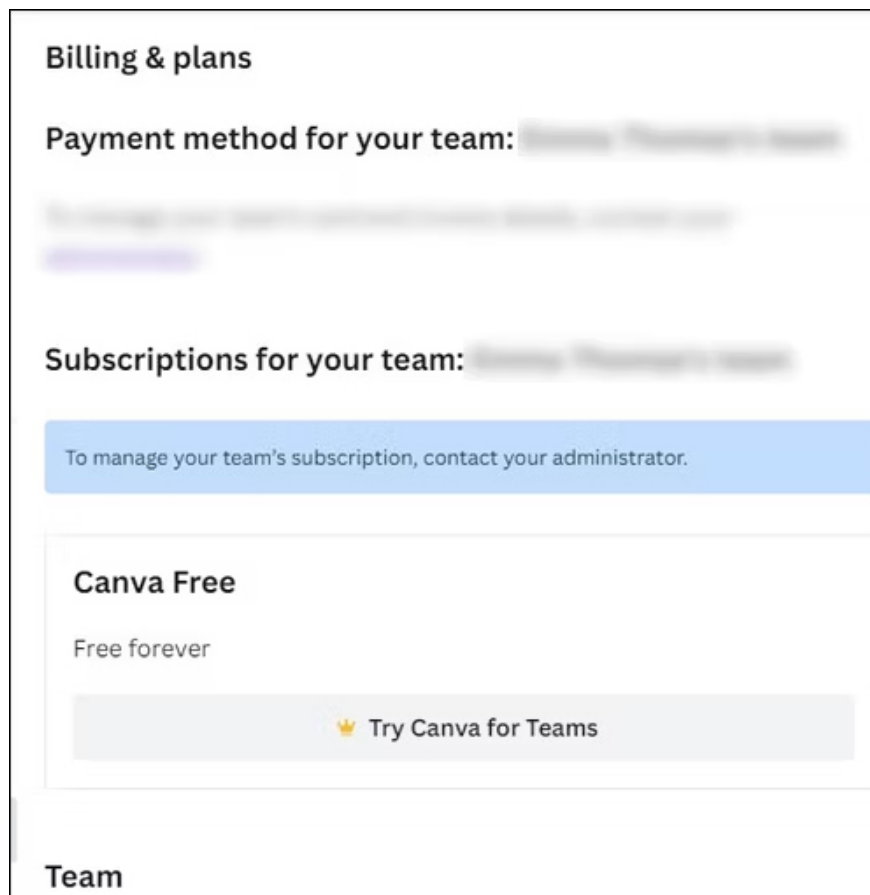 Billing & plans
Payment method for your team:
Subscriptions for your team:
To manage your team's subscription, contact your administrator.
Canva Free
Free forever
Try Canva for Teams
Team